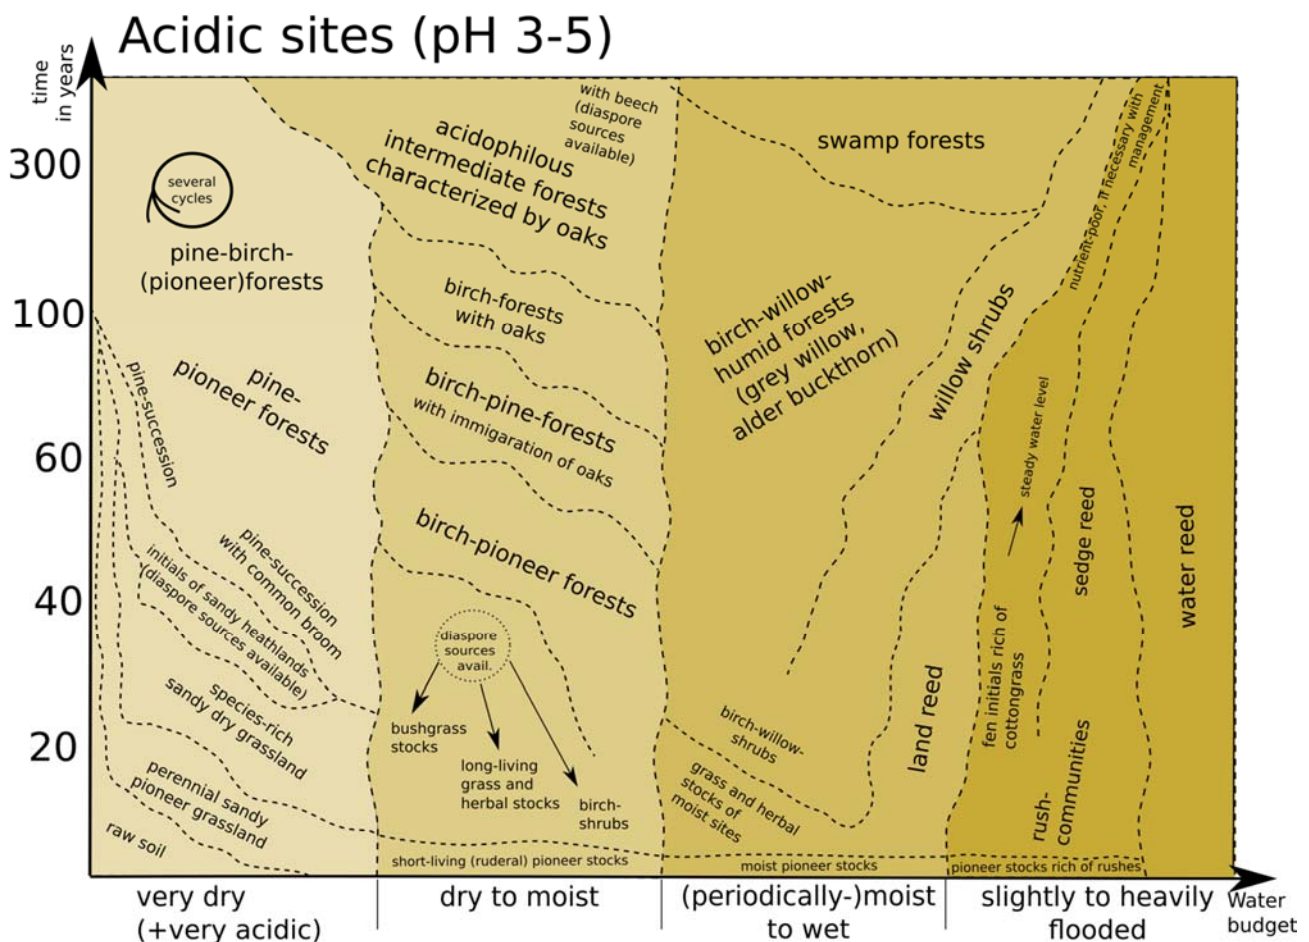 Acidic sites (pH 3-5)
time
in years
300
100
60
40
20
several
cycles
pine-birch-
(pioneer)forests
pine-
pioneer forests
pine-succession
pine-succession
with common broom
initials of sandy heathlands
(diaspore sources available)
species-rich
sandy dry grassland
perennial sandy
pioneer grassland
raw soil
with beech
(diaspore
sources
available)
acidophilous
intermediate forests
characterized by oaks
birch-forests
with oaks
birch-pine-forests
with immigaration of oaks
birch-pioneer forests
diaspore
sources
avail.
bushgrass
stocks
long-living
grass and
herbal stocks
birch-
shrubs
short-living (ruderal) pioneer stocks
swamp forests
birch-willow-
humid forests
(grey willow,
alder buckthorn)
willow shrubs
birch-willow-
shrubs
grass and herbal
stocks of
moist sites
land reed
moist pioneer stocks
nutrient-poor, if necessary with
management
steady water level
fen initials rich of
cottongrass
sedge reed
rush-
communities
water reed
pioneer stocks rich of rushes
very dry
(+very acidic)
dry to moist
(periodically-)moist
to wet
slightly to heavily
flooded
Water
budget